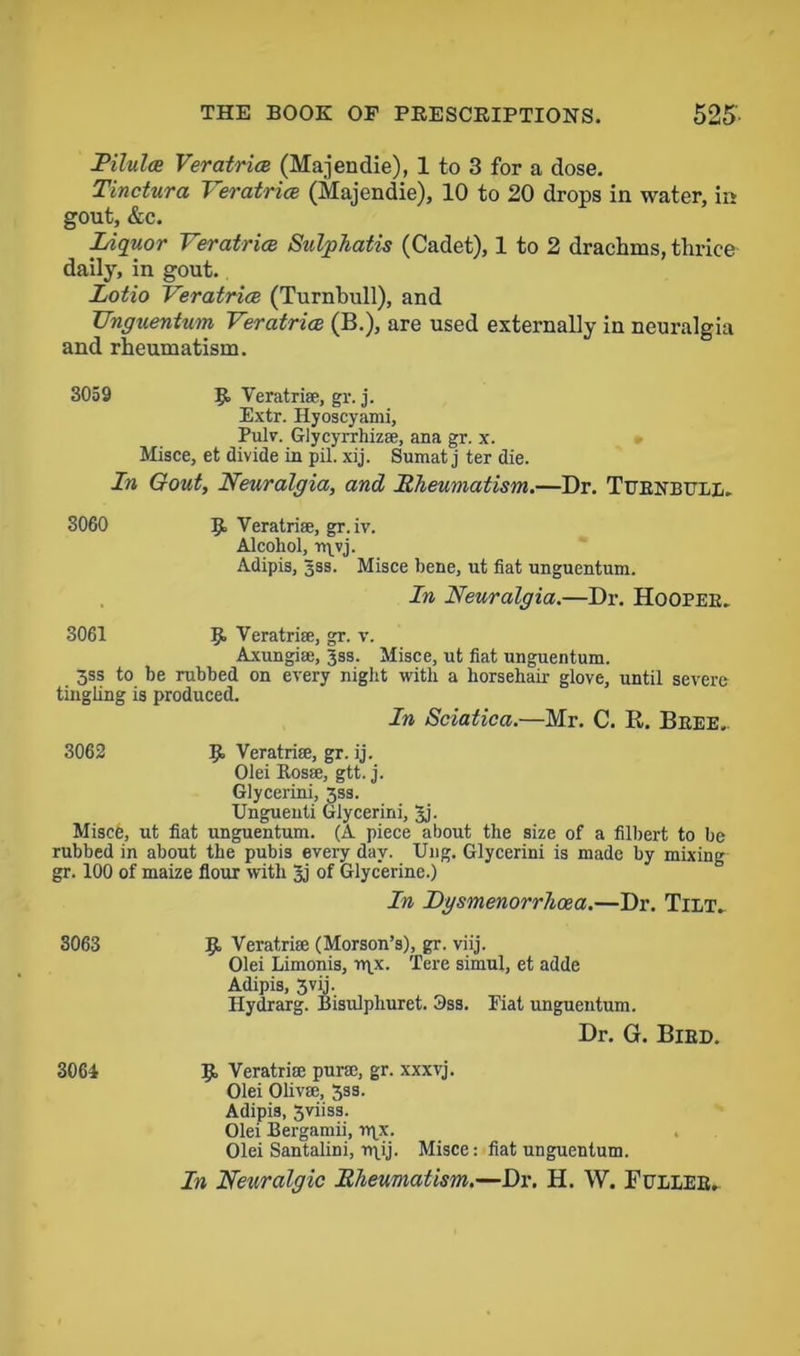 THE BOOK OF PRESCRIPTIONS. 525
Pilulæ Veratriæ (Majendie), 1 to 3 for a dose.
Tinctura Veratriæ (Majendie), 10 to 20 drops in water, in
gout, &c.
Liquor Veratriæ Sulphatis (Cadet), 1 to 2 drachms, thrice
daily, in gout.
Lotio Veratriæ (Turnbull), and
Unguentum Veratriæ (B.), are used externally in neuralgia
and rheumatism.
3059 ℞ Veratriæ, gr. j.
Extr. Hyoscyami,
Pulv. Glycyrrhizæ, ana gr. x.
Misce, et divide in pil. xij. Sumat j ter die.
In Gout, Neuralgia, and Rheumatism.—Dr. TURNBULL.
3060 ℞ Veratriæ, gr. iv.
Alcohol, ♏vj.
Adipis, ℥ss. Misce bene, ut fiat unguentum.
In Neuralgia.—Dr. HOOPER.
3061 ℞ Veratriæ, gr. v.
Axungiæ, ℥ss. Misce, ut fiat unguentum.
ʒss to be rubbed on every night with a horsehair glove, until severe
tingling is produced.
In Sciatica.—Mr. C. R. BREE.
3062 ℞ Veratriæ, gr. ij.
Olei Rosæ, gtt. j.
Glycerini, ʒss.
Unguenti Glycerini, ℥j.
Misce, ut fiat unguentum. (A piece about the size of a filbert to be
rubbed in about the pubis every day. Ung. Glycerini is made by mixing
gr. 100 of maize flour with ℥j of Glycerine.)
In Dysmenorrhœa.—Dr. TILT.
3063 ℞ Veratriæ (Morson's), gr. viij.
Olei Limonis, ♏x. Tere simul, et adde
Adipis, ʒvij.
Hydrarg. Bisulphuret. ℈ss. Fiat unguentum.
Dr. G. BIRD.
3064 ℞ Veratriæ puræ, gr. xxxvj.
Olei Olivæ, ʒss.
Adipis, ʒviiss.
Olei Bergamii, ♏x.
Olei Santalini, ♏ij. Misce: fiat unguentum.
In Neuralgic Rheumatism.—Dr. H. W. FULLER.